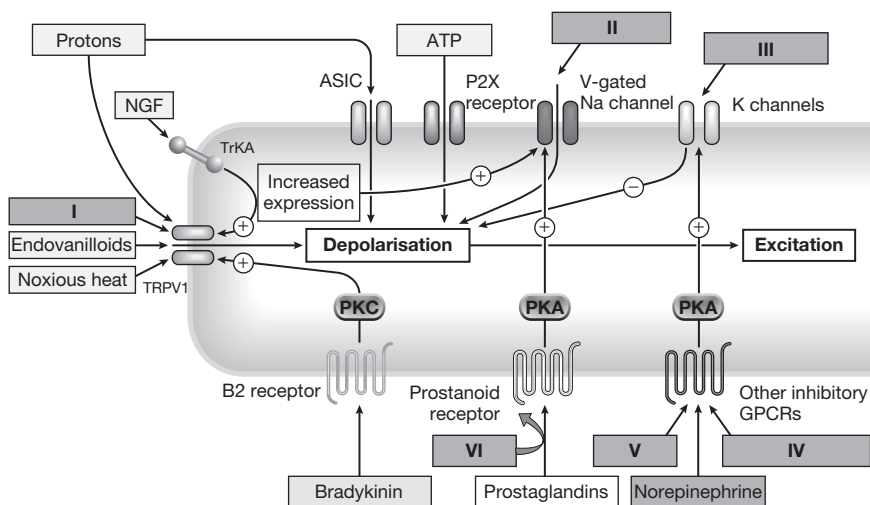 Protons
ATP
II
III
ASIC
P2X
receptor
V-gated
Na channel
K channels
NGF
TrKA
Increased
expression
+
−
I
+
+
+
Endovanilloids
Depolarisation
Excitation
Noxious heat
TRPV1
+
PKC
PKA
PKA
B2 receptor
Prostanoid
receptor
Other inhibitory
GPCRs
VI
V
IV
Bradykinin
Prostaglandins
Norepinephrine